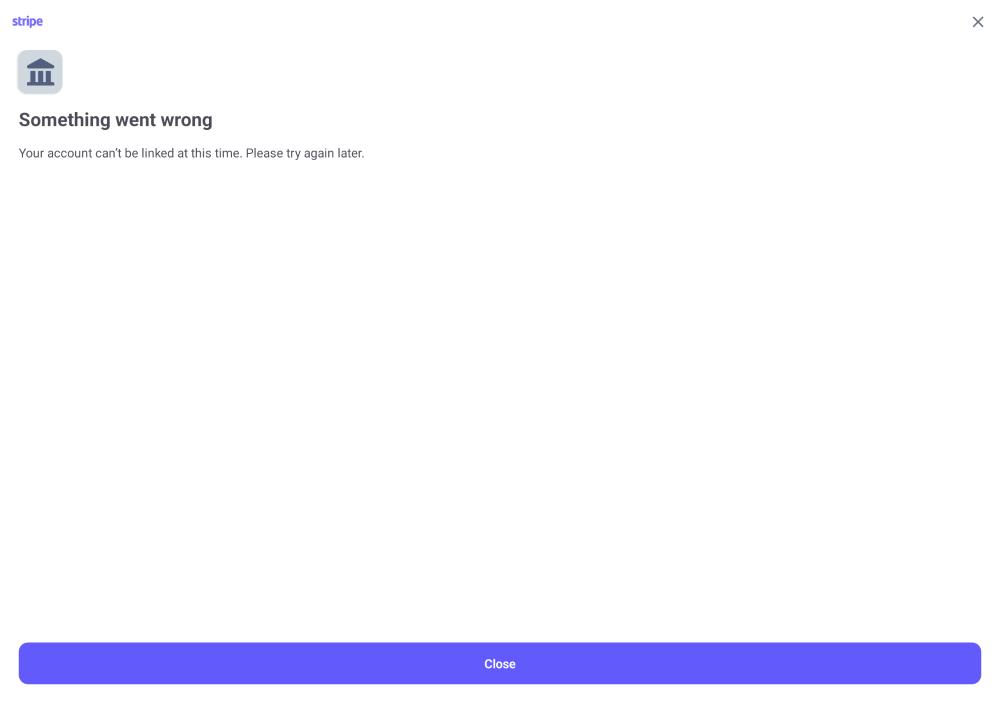 stripe
Something went wrong
Your account can't be linked at this time. Please try again later.
Close